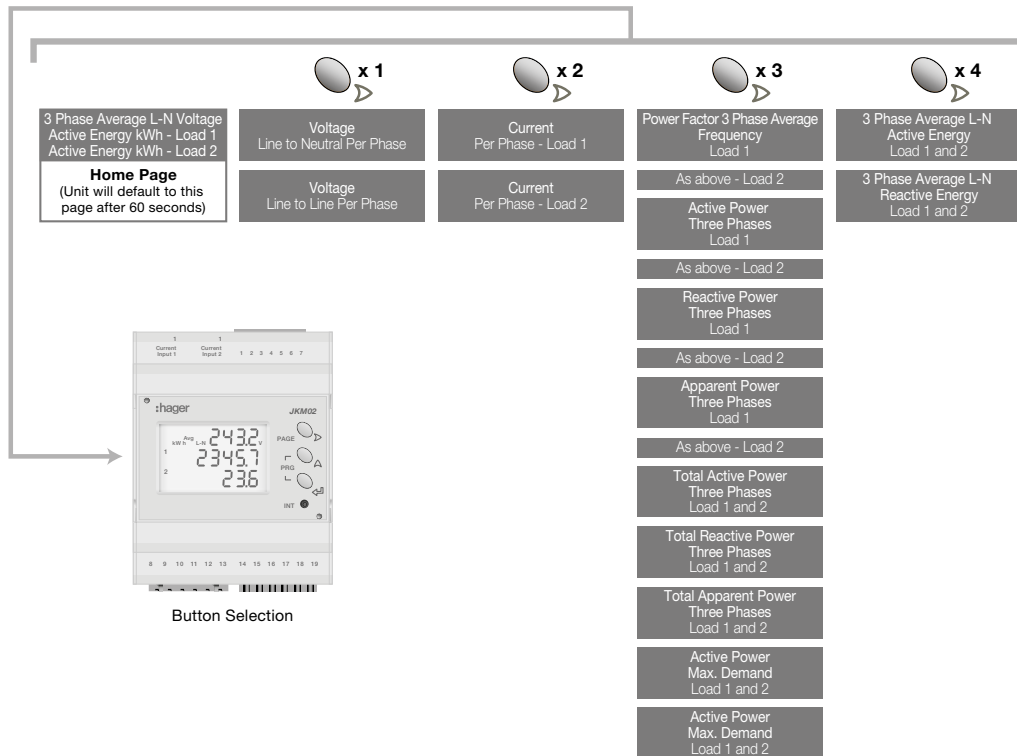 x 1
x 2
x 3
x 4
3 Phase Average L-N Voltage
Active Energy kWh - Load 1
Active Energy kWh - Load 2
Home Page
(Unit will default to this
page after 60 seconds)
Voltage
Line to Neutral Per Phase
Voltage
Line to Line Per Phase
Current
Per Phase - Load 1
Current
Per Phase - Load 2
Power Factor 3 Phase Average
Frequency
Load 1
As above - Load 2
Active Power
Three Phases
Load 1
As above - Load 2
Reactive Power
Three Phases
Load 1
As above - Load 2
Apparent Power
Three Phases
Load 1
As above - Load 2
Total Active Power
Three Phases
Load 1 and 2
Total Reactive Power
Three Phases
Load 1 and 2
Total Apparent Power
Three Phases
Load 1 and 2
Active Power
Max. Demand
Load 1 and 2
Active Power
Max. Demand
Load 1 and 2
3 Phase Average L-N
Active Energy
Load 1 and 2
3 Phase Average L-N
Reactive Energy
Load 1 and 2
1 1
Current Input 1
Current Input 2
1 2 3 4 5 6 7
:hager
JKM02
kW h Avg L-N 243.2 V
1 2345.7
2 23.6
PAGE
PRG
INT
8 9 10 11 12 13 14 15 16 17 18 19
Button Selection